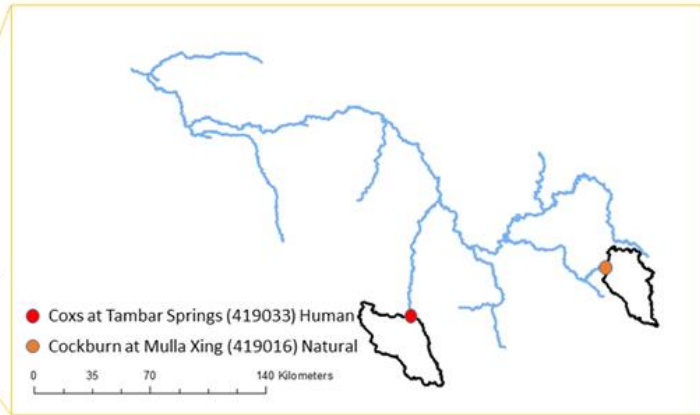 Coxs at Tambar Springs (419033) Human
Cockburn at Mulla Xing (419016) Natural
0 35 70 140 Kilometers